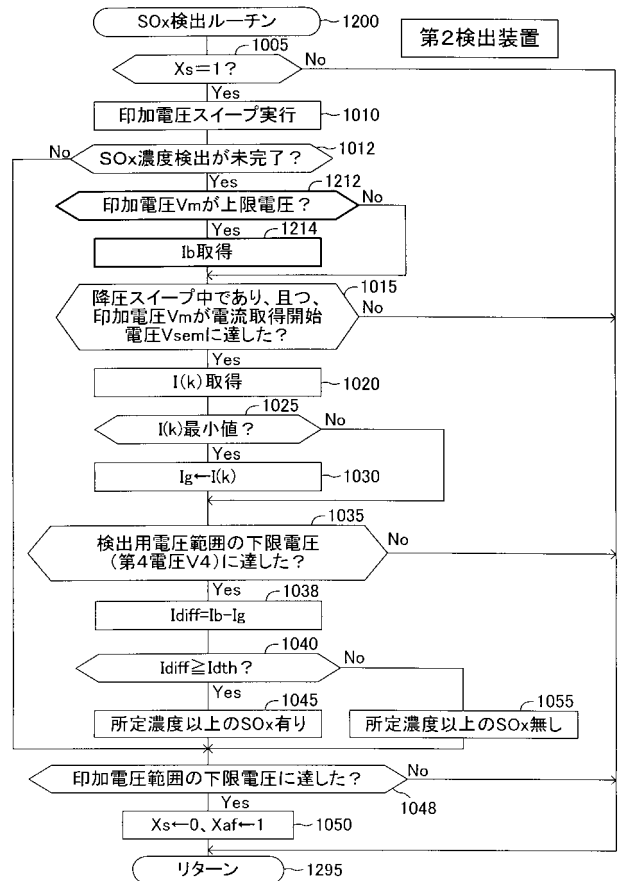 SOx検出ルーチン
1200
第2検出装置
1005
Xs=1?
No
Yes
印加電圧スイープ実行
1010
No
SOx濃度検出が未完了?
1012
Yes
1212
印加電圧Vmが上限電圧?
No
Yes
1214
Ib取得
降圧スイープ中であり、且つ、
印加電圧Vmが電流取得開始
電圧Vsemに達した?
1015
No
Yes
I(k)取得
1020
1025
I(k)最小値?
No
Yes
Ig←I(k)
1030
1035
検出用電圧範囲の下限電圧
(第4電圧V4)に達した?
No
Yes
1038
Idiff=Ib-Ig
1040
Idiff≧Idth?
No
Yes
1045
所定濃度以上のSOx有り
1055
所定濃度以上のSOx無し
印加電圧範囲の下限電圧に達した?
No
1048
Yes
Xs←0、Xaf←1
1050
リターン
1295